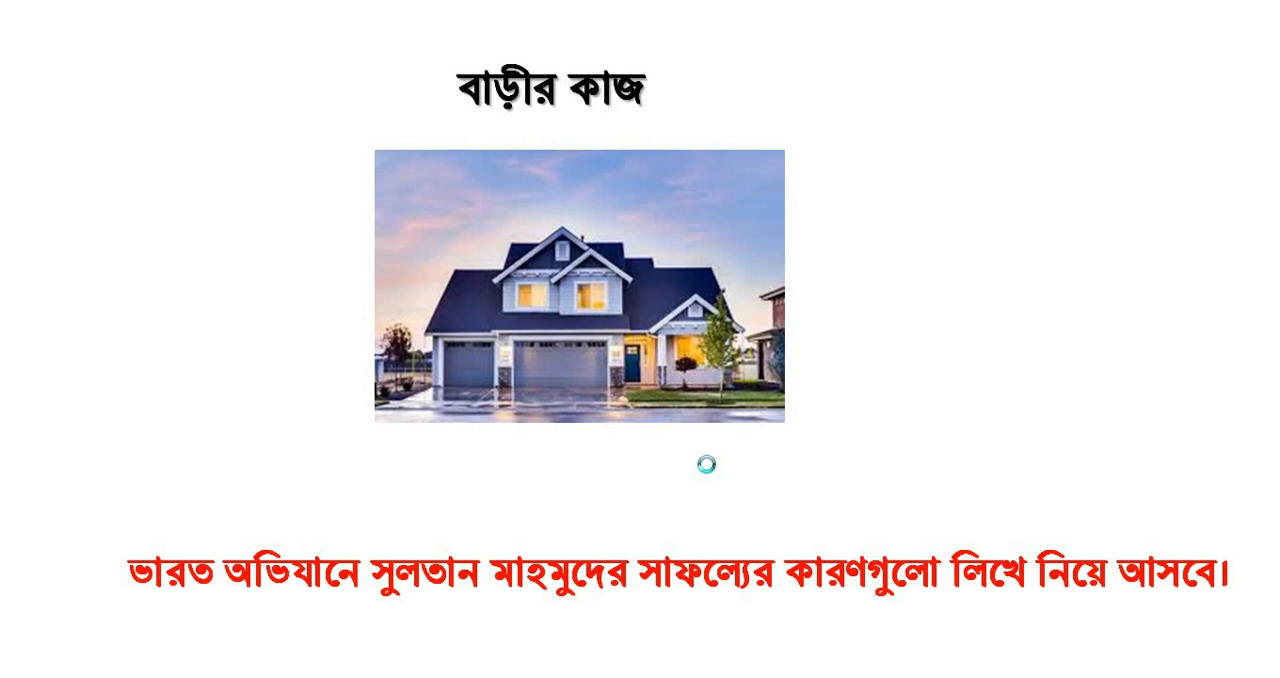 বাড়ীর কাজ
ভারত অভিযানে সুলতান মাহমুদের সাফল্যের কারণগুলো লিখে নিয়ে আসবে।